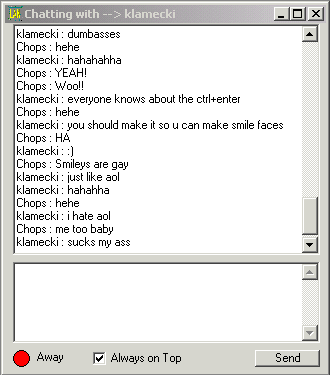 Chatting with --> klamecki
klamecki : dumbasses
Chops : hehe
klamecki : hahahahha
Chops : YEAH!
Chops : Woo!!
klamecki : everyone knows about the ctrl+enter
Chops : hehe
klamecki : you should make it so u can make smile faces
Chops : HA
klamecki : :)
Chops : Smileys are gay
klamecki : just like aol
klamecki : hahahha
Chops : hehe
klamecki : i hate aol
Chops : me too baby
klamecki : sucks my ass
Away
Always on Top
Send